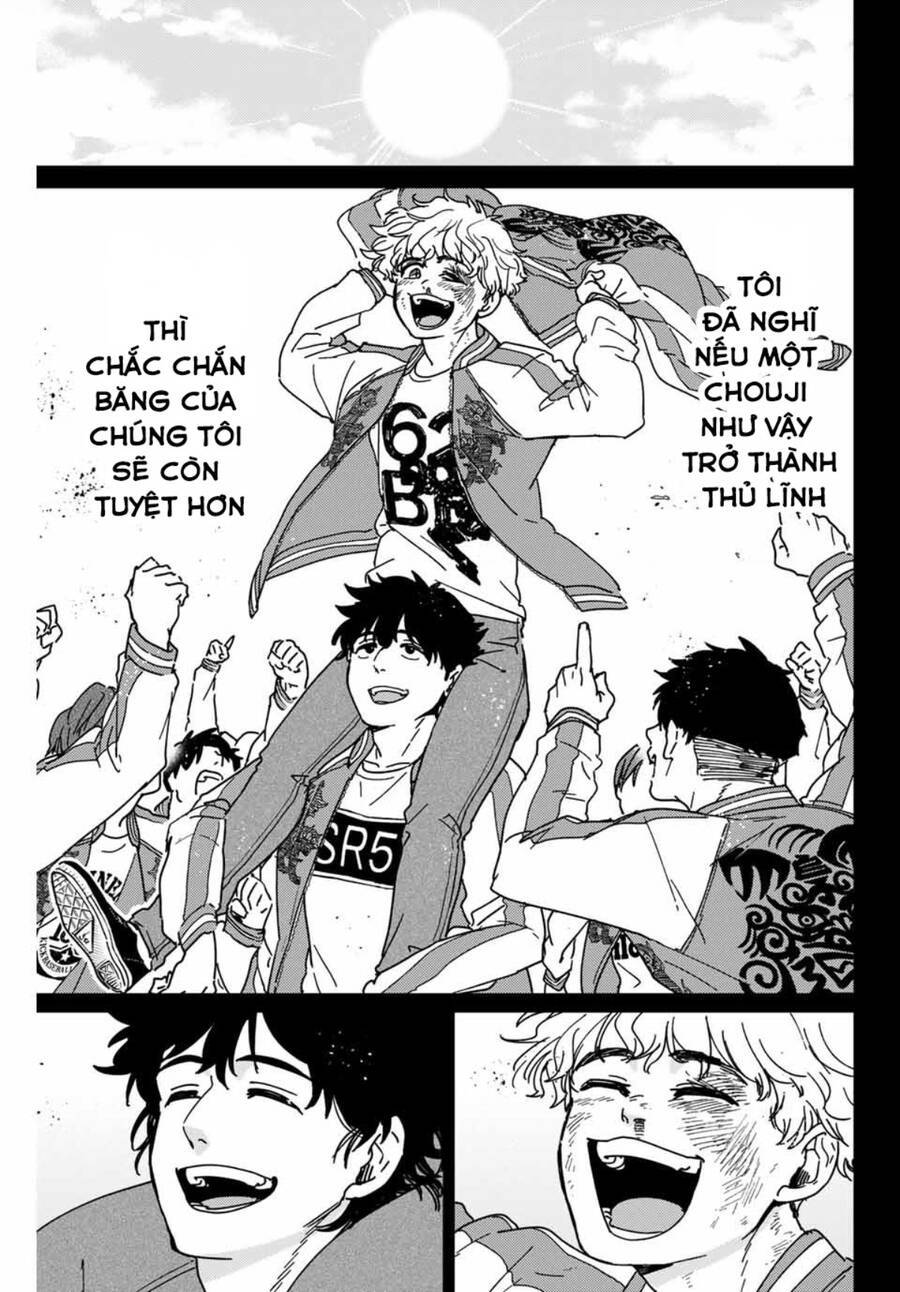 TÔI
ĐÃ NGHĨ
NẾU MỘT
CHOUJI
NHƯ VẬY
TRỞ THÀNH
THỦ LĨNH
THÌ
CHẮC CHẮN
BĂNG CỦA
CHÚNG TÔI
SẼ CÒN
TUYỆT HƠN
SR5
KICKBASEBALL